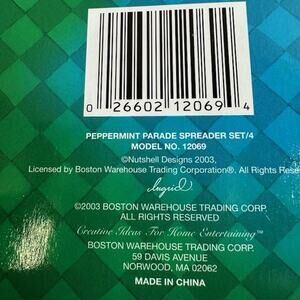 0 26602 12069 4
PEPPERMINT PARADE SPREADER SET/4
MODEL NO. 12069
©Nutshell Designs 2003,
Licensed by Boston Warehouse Trading Corporation®. All Rights Rese
Ingrid
©2003 BOSTON WAREHOUSE TRADING CORP.
ALL RIGHTS RESERVED
Creative Ideas For Home Entertaining™
BOSTON WAREHOUSE TRADING CORP.
59 DAVIS AVENUE
NORWOOD, MA 02062
MADE IN CHINA